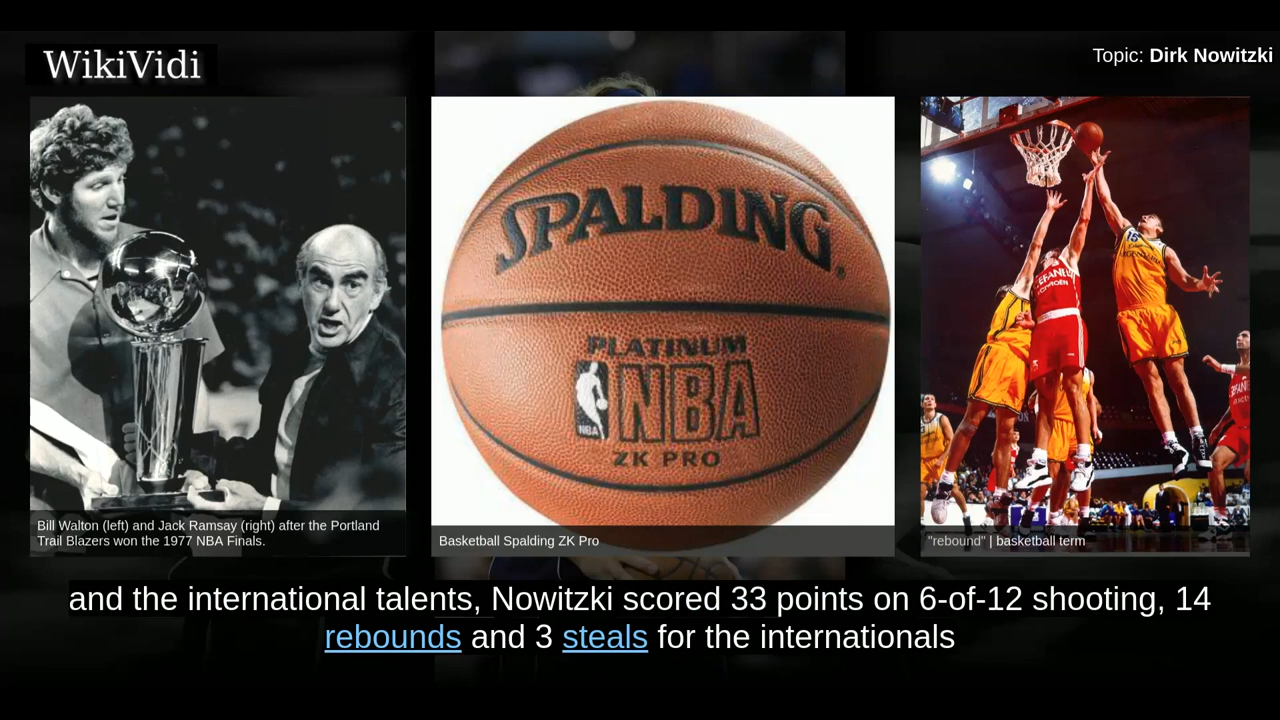 WikiVidi
Topic: Dirk Nowitzki
SPALDING
PLATINUM
NBA
NBA
ZK PRO
Bill Walton (left) and Jack Ramsay (right) after the Portland
Trail Blazers won the 1977 NBA Finals.
Basketball Spalding ZK Pro
"rebound" | basketball term
and the international talents, Nowitzki scored 33 points on 6-of-12 shooting, 14
rebounds and 3 steals for the internationals